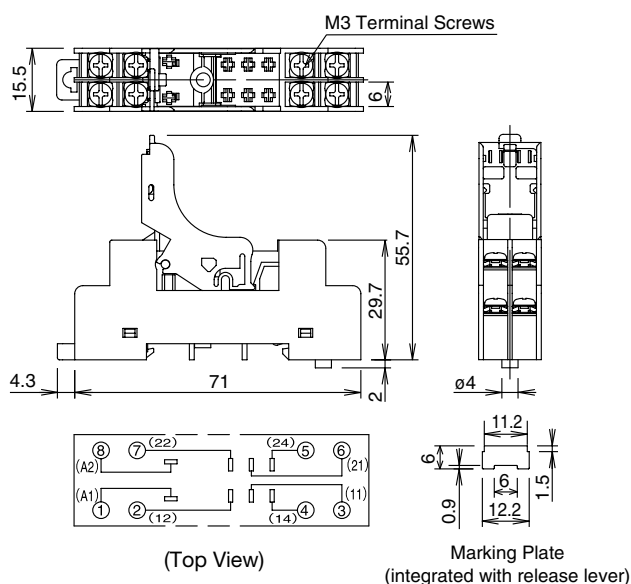 M3 Terminal Screws
15.5
6
55.7
29.7
4.3
71
2
ø4
11.2
6
6
1.5
0.9
12.2
8 7 (22) (24) 5 6
(A2) (21)
(A1) (11)
1 2 (12) (14) 4 3
(Top View)
Marking Plate
(integrated with release lever)